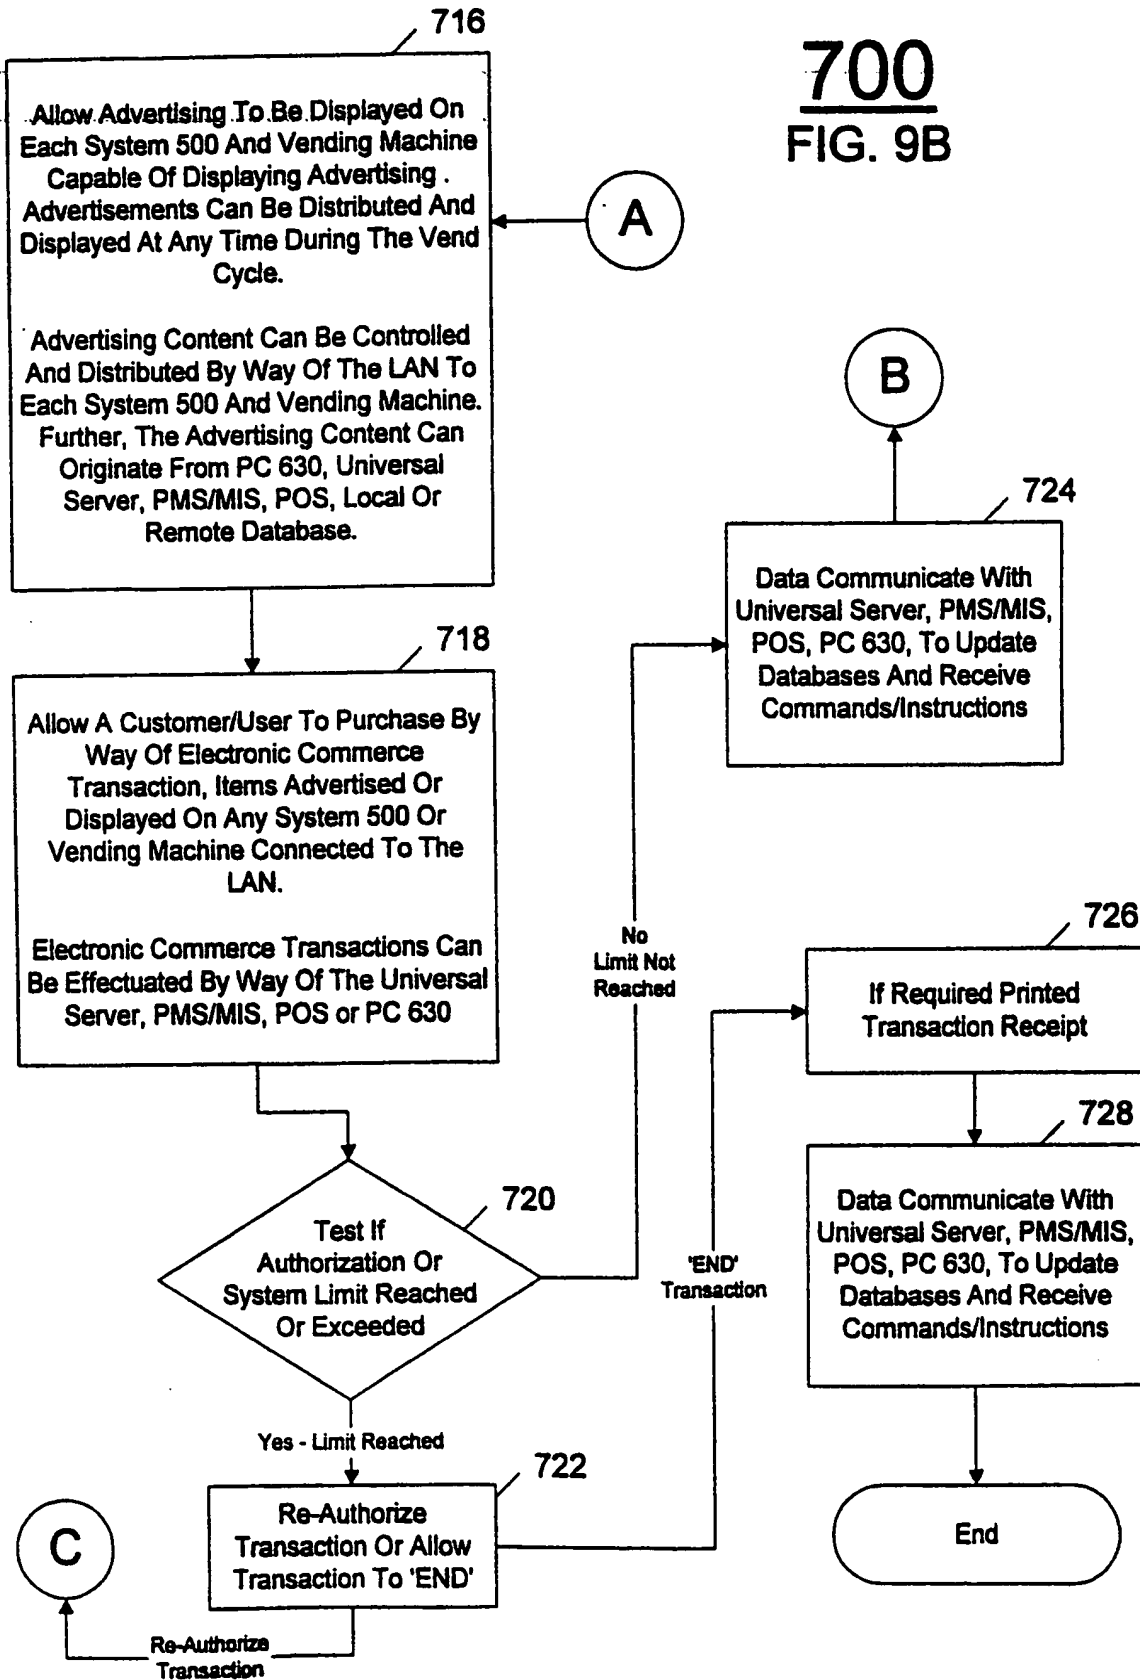 716
700
FIG. 9B
Allow Advertising To Be Displayed On
Each System 500 And Vending Machine
Capable Of Displaying Advertising .
Advertisements Can Be Distributed And
Displayed At Any Time During The Vend
Cycle.
Advertising Content Can Be Controlled
And Distributed By Way Of The LAN To
Each System 500 And Vending Machine.
Further, The Advertising Content Can
Originate From PC 630, Universal
Server, PMS/MIS, POS, Local Or
Remote Database.
A
B
724
Data Communicate With
Universal Server, PMS/MIS,
POS, PC 630, To Update
Databases And Receive
Commands/Instructions
718
Allow A Customer/User To Purchase By
Way Of Electronic Commerce
Transaction, Items Advertised Or
Displayed On Any System 500 Or
Vending Machine Connected To The
LAN.
Electronic Commerce Transactions Can
Be Effectuated By Way Of The Universal
Server, PMS/MIS, POS or PC 630
No
Limit Not
Reached
726
If Required Printed
Transaction Receipt
728
Data Communicate With
Universal Server, PMS/MIS,
POS, PC 630, To Update
Databases And Receive
Commands/Instructions
720
Test If
Authorization Or
System Limit Reached
Or Exceeded
'END'
Transaction
Yes - Limit Reached
722
Re-Authorize
Transaction Or Allow
Transaction To 'END'
C
Re-Authorize
Transaction
End